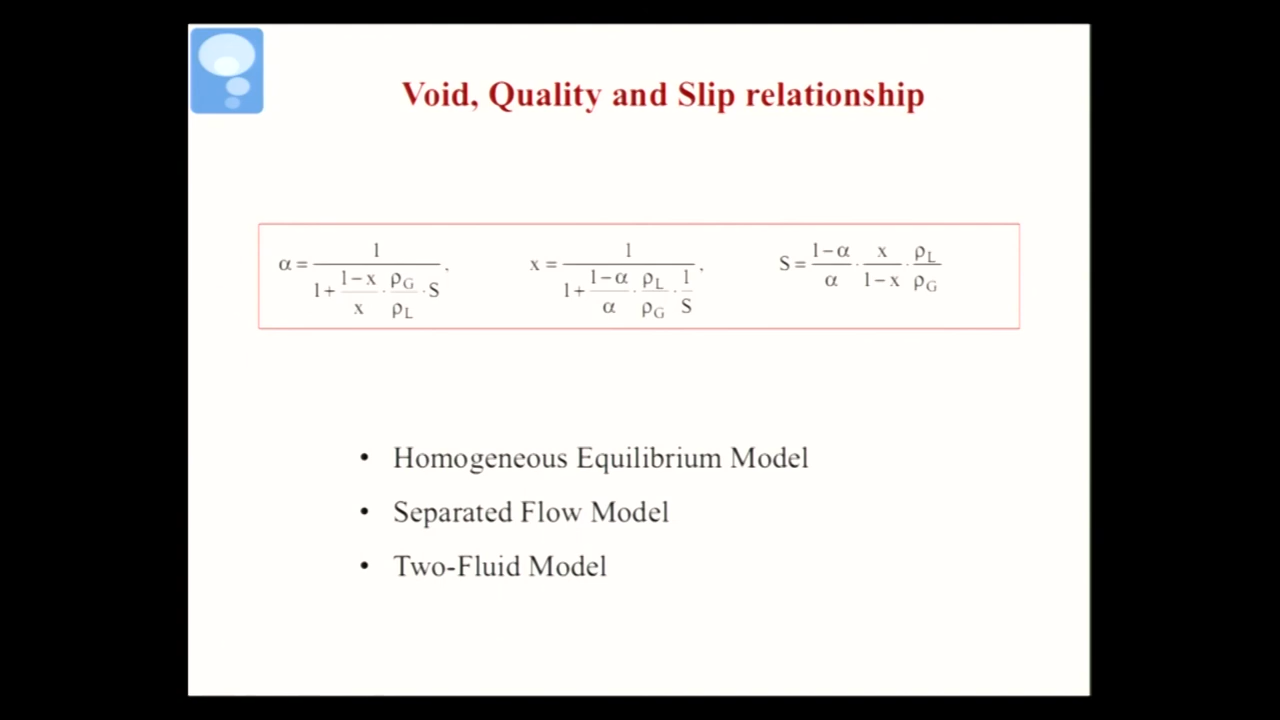 Void, Quality and Slip relationship
α = 1 / (1 + (1−x)/x · ρG/ρL · S), x = 1 / (1 + (1−α)/α · ρL/ρG · 1/S), S = (1−α)/α · x/(1−x) · ρL/ρG
• Homogeneous Equilibrium Model
• Separated Flow Model
• Two-Fluid Model